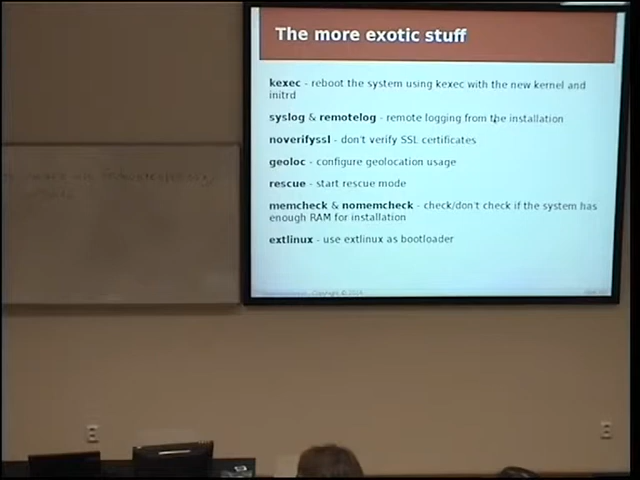 The more exotic stuff
kexec - reboot the system using kexec with the new kernel and
initrd
syslog & remotelog - remote logging from the installation
noverifyssl - don't verify SSL certificates
geoloc - configure geolocation usage
rescue - start rescue mode
memcheck & nomemcheck - check/don't check if the system has
enough RAM for installation
extlinux - use extlinux as bootloader